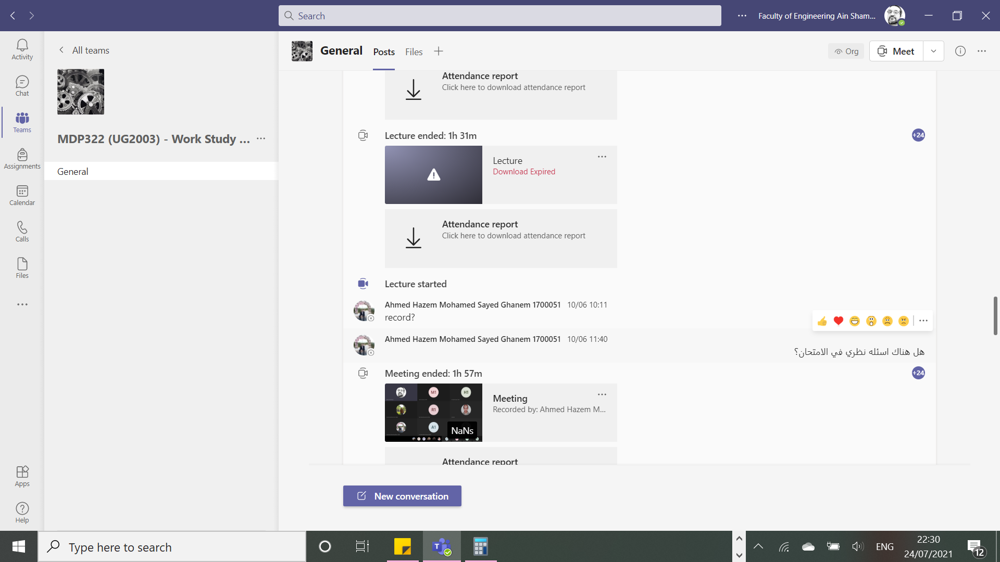 Search
Faculty of Engineering Ain Sham...
Activity
Chat
Teams
Assignments
Calendar
Calls
Files
Apps
Help
All teams
MDP322 (UG2003) - Work Study ...
General
General
Posts
Files
Org
Meet
Attendance report
Click here to download attendance report
Lecture ended: 1h 31m
+24
Lecture
Download Expired
Attendance report
Click here to download attendance report
Lecture started
Ahmed Hazem Mohamed Sayed Ghanem 1700051 10/06 10:11
record?
Ahmed Hazem Mohamed Sayed Ghanem 1700051 10/06 11:40
هل هناك اسئله نظري في الامتحان؟
Meeting ended: 1h 57m
+24
M1
H1
R1
A1
NaNs
Meeting
Recorded by: Ahmed Hazem M...
Attendance report
New conversation
Type here to search
T
ENG
22:30
24/07/2021
12